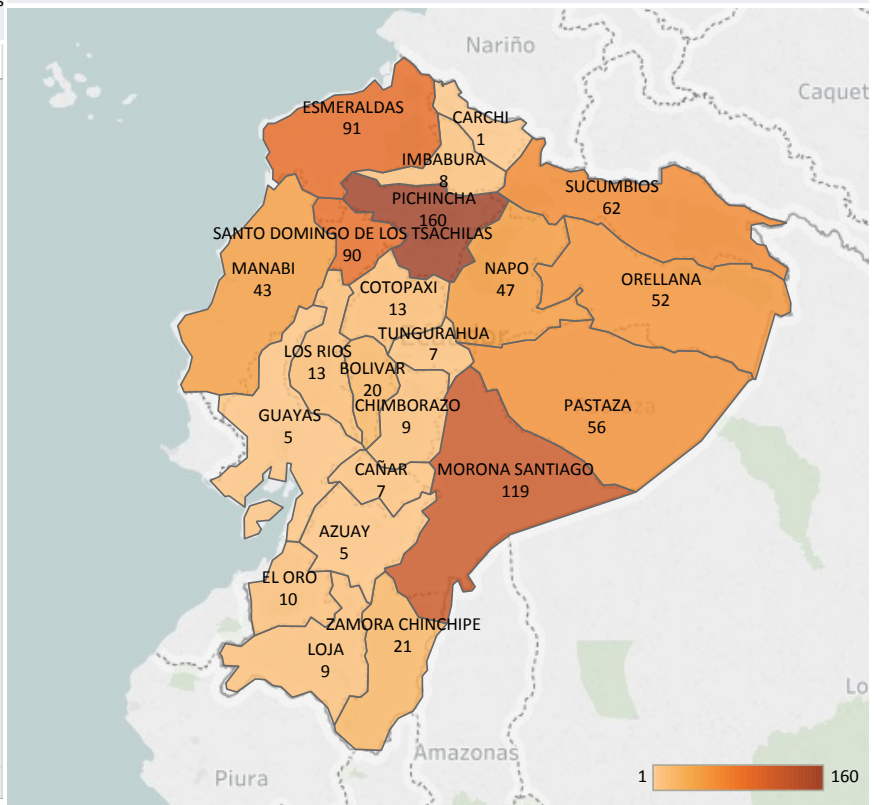 s
Nariño
Caquet
ESMERALDAS
91
CARCHI
1
IMBABURA
8
SUCUMBIOS
62
PICHINCHA
160
SANTO DOMINGO DE LOS TSACHILAS
90
MANABI
43
NAPO
47
ORELLANA
52
COTOPAXI
13
TUNGURAHUA
7
LOS RIOS
13
BOLIVAR
20
CHIMBORAZO
9
PASTAZA
56
GUAYAS
5
CAÑAR
7
MORONA SANTIAGO
119
AZUAY
5
EL ORO
10
ZAMORA CHINCHIPE
21
LOJA
9
Lo
Amazonas
Piura
1 160